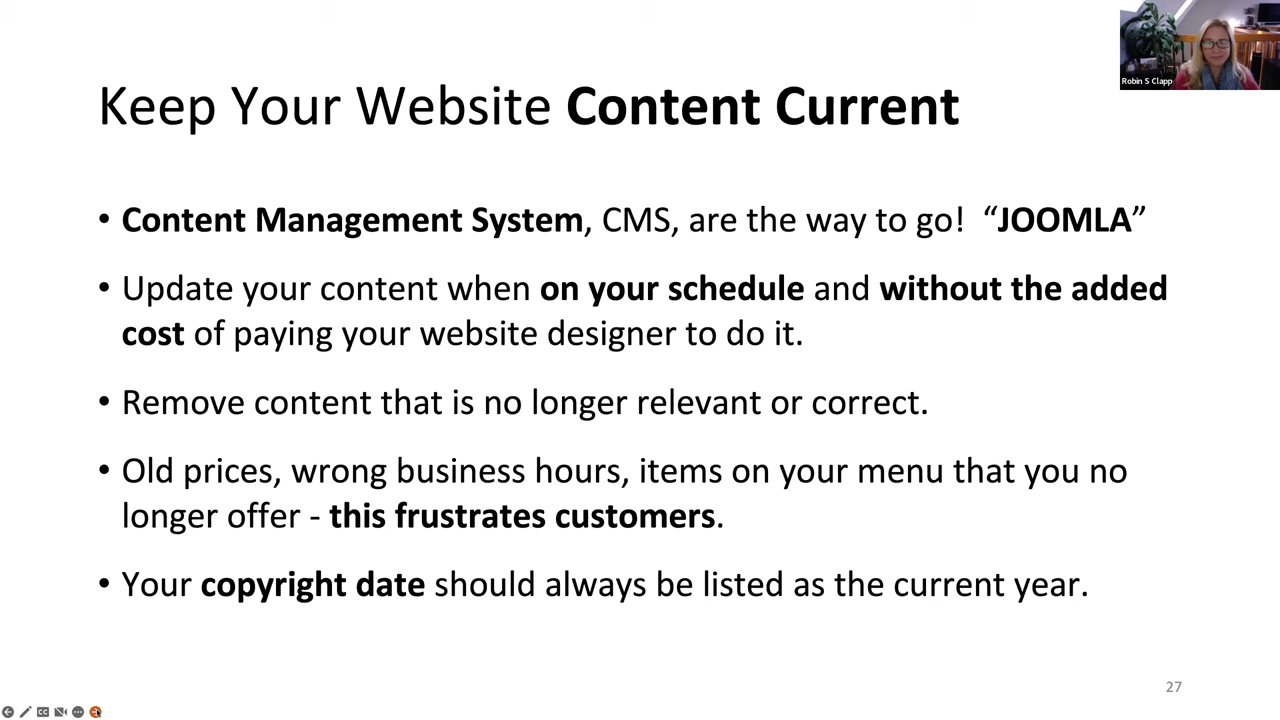 Robin S Clapp
Keep Your Website Content Current
• Content Management System, CMS, are the way to go!  “JOOMLA”
• Update your content when on your schedule and without the added
cost of paying your website designer to do it.
• Remove content that is no longer relevant or correct.
• Old prices, wrong business hours, items on your menu that you no
longer offer - this frustrates customers.
• Your copyright date should always be listed as the current year.
27
CC